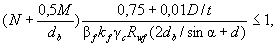 (N + 0,5M / d_b) 0,75 + 0,01D / t / β_f k_f γ_c R_wf (2d_b / sin α + d) ≤ 1,